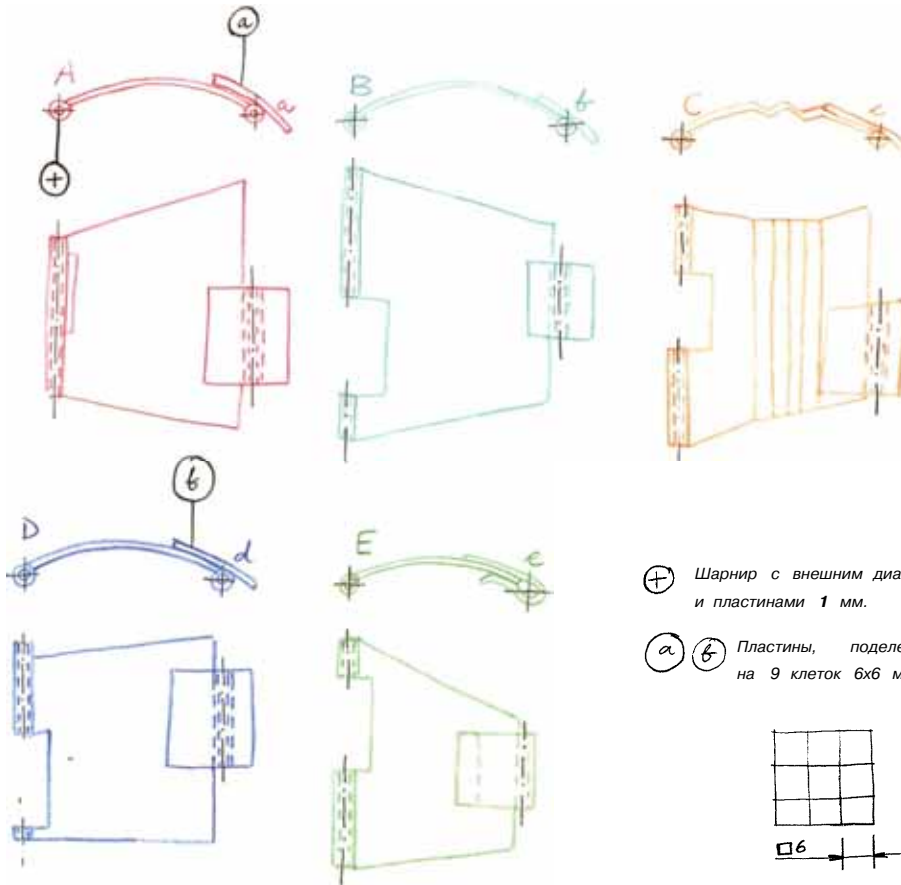 a
A
a
B
b
C
c
+
b
D
d
E
e
+ Шарнир с внешним диа
и пластинами 1 мм.
a b Пластины, поделе
на 9 клеток 6х6 м
□6